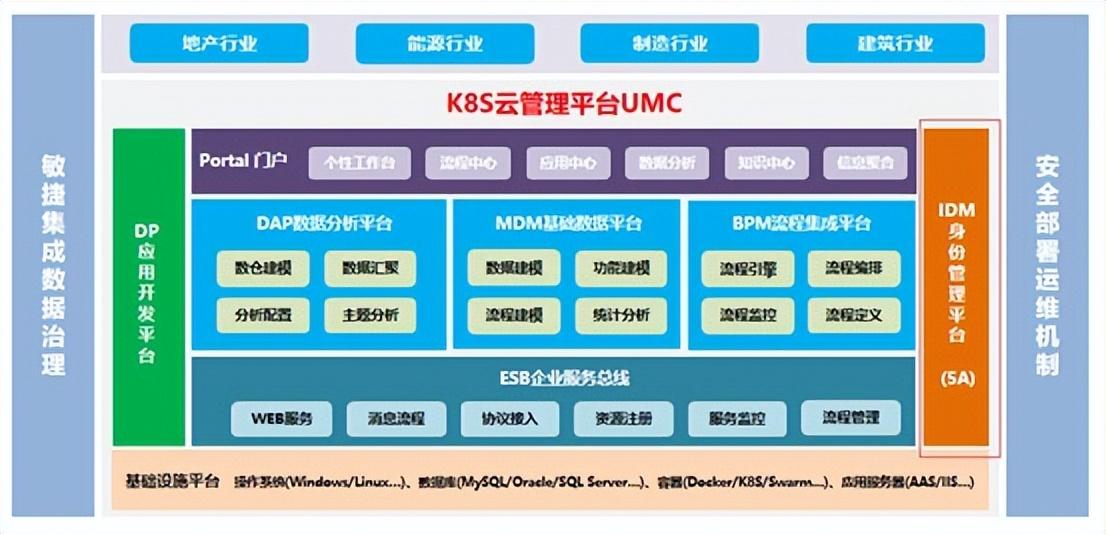 地产行业 能源行业 制造行业 建筑行业
敏捷集成数据治理
K8S云管理平台UMC
DP应用开发平台
Portal 门户 个性工作台 流程中心 应用中心 数据分析 知识中心 信息聚合
DAP数据分析平台 MDM基础数据平台 BPM流程集成平台
数仓建模 数据汇聚 数据建模 功能建模 流程引擎 流程编排
分析配置 主题分析 流程建模 统计分析 流程监控 流程定义
ESB企业服务总线
WEB服务 消息流程 协议接入 资源注册 服务监控 流程管理
IDM身份管理平台
(5A)
安全部署运维机制
基础设施平台 操作系统(Windows/Linux...)、数据库(MySQL/Oracle/SQL Server...)、容器(Docker/K8S/Swarm...)、应用服务器(AAS/IIS...)